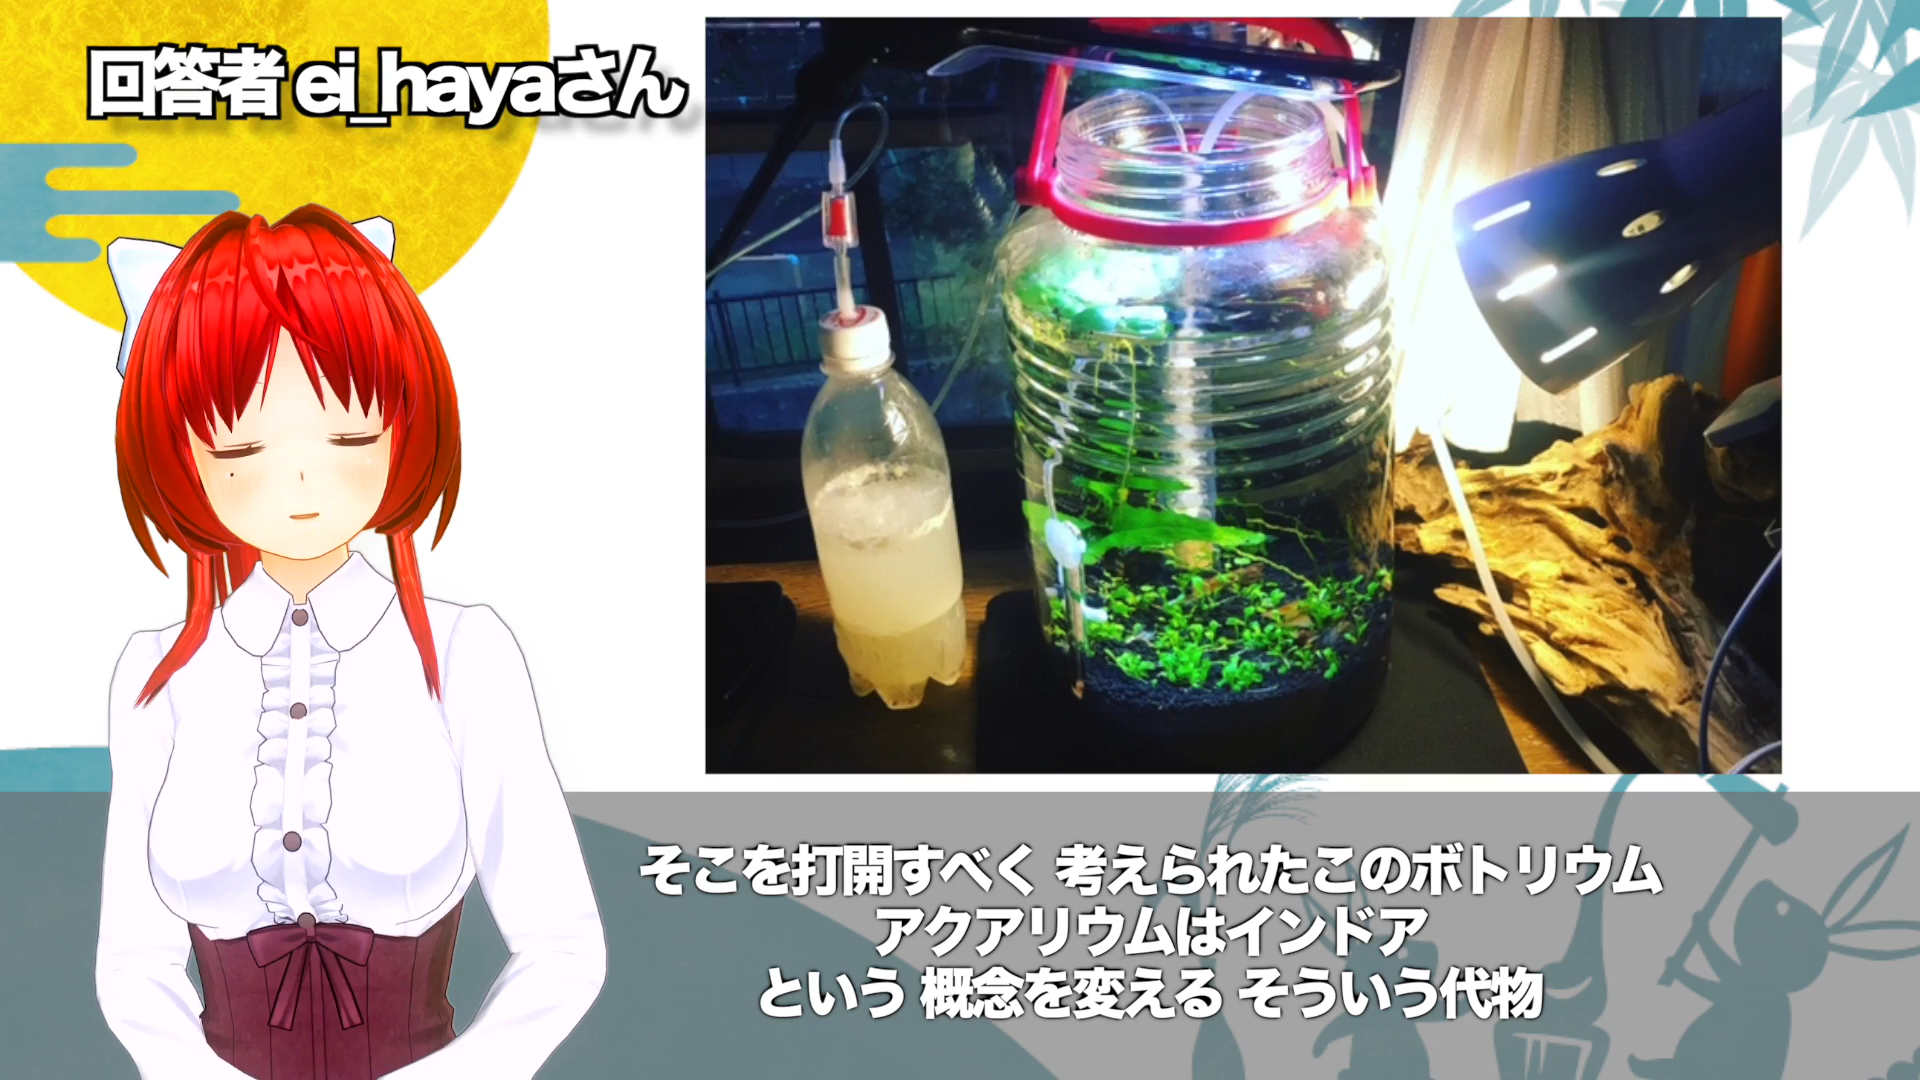 回答者 ei_hayaさん
そこを打開すべく 考えられたこのボトリウム
アクアリウムはインドア
という 概念を変える そういう代物